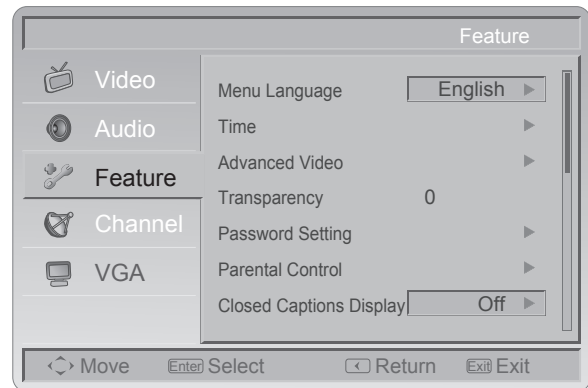 Feature
Video
Audio
Feature
Channel
VGA
Menu Language English
Time
Advanced Video
Transparency 0
Password Setting
Parental Control
Closed Captions Display Off
Move Enter Select Return Exit Exit